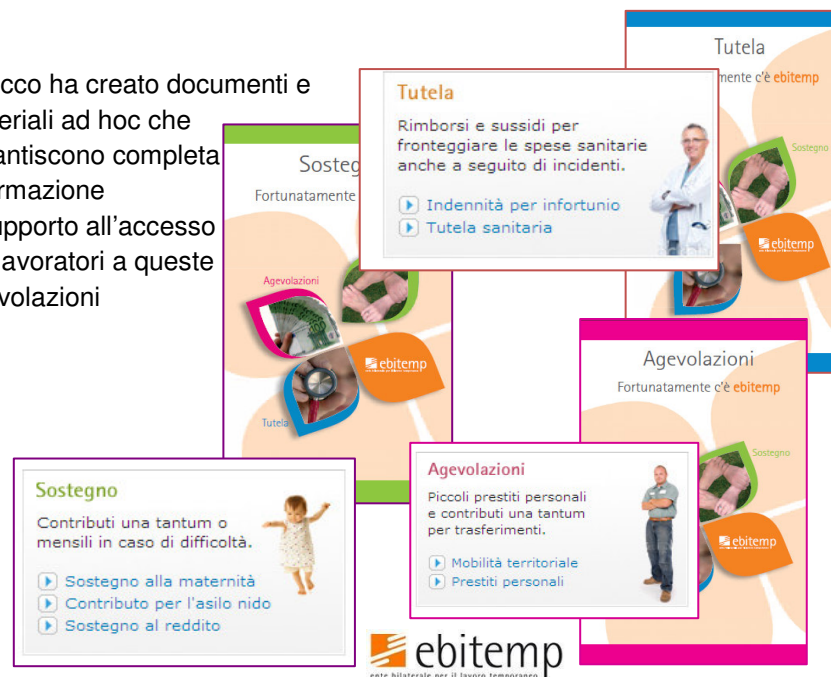 cco ha creato documenti e
eriali ad hoc che
antiscono completa
rmazione
upporto all'accesso
lavoratori a queste
volazioni
Tutela
mente c'è ebitemp
Sostegno
ebitemp
Tutela
Rimborsi e sussidi per
fronteggiare le spese sanitarie
anche a seguito di incidenti.
Indennità per infortunio
Tutela sanitaria
Sosteg
Fortunatamente
Agevolazioni
ebitemp
Tutela
Agevolazioni
Fortunatamente c'è ebitemp
Sostegno
ebitemp
Sostegno
Contributi una tantum o
mensili in caso di difficoltà.
Sostegno alla maternità
Contributo per l'asilo nido
Sostegno al reddito
Agevolazioni
Piccoli prestiti personali
e contributi una tantum
per trasferimenti.
Mobilità territoriale
Prestiti personali
ebitemp
ente bilaterale per il lavoro temporaneo